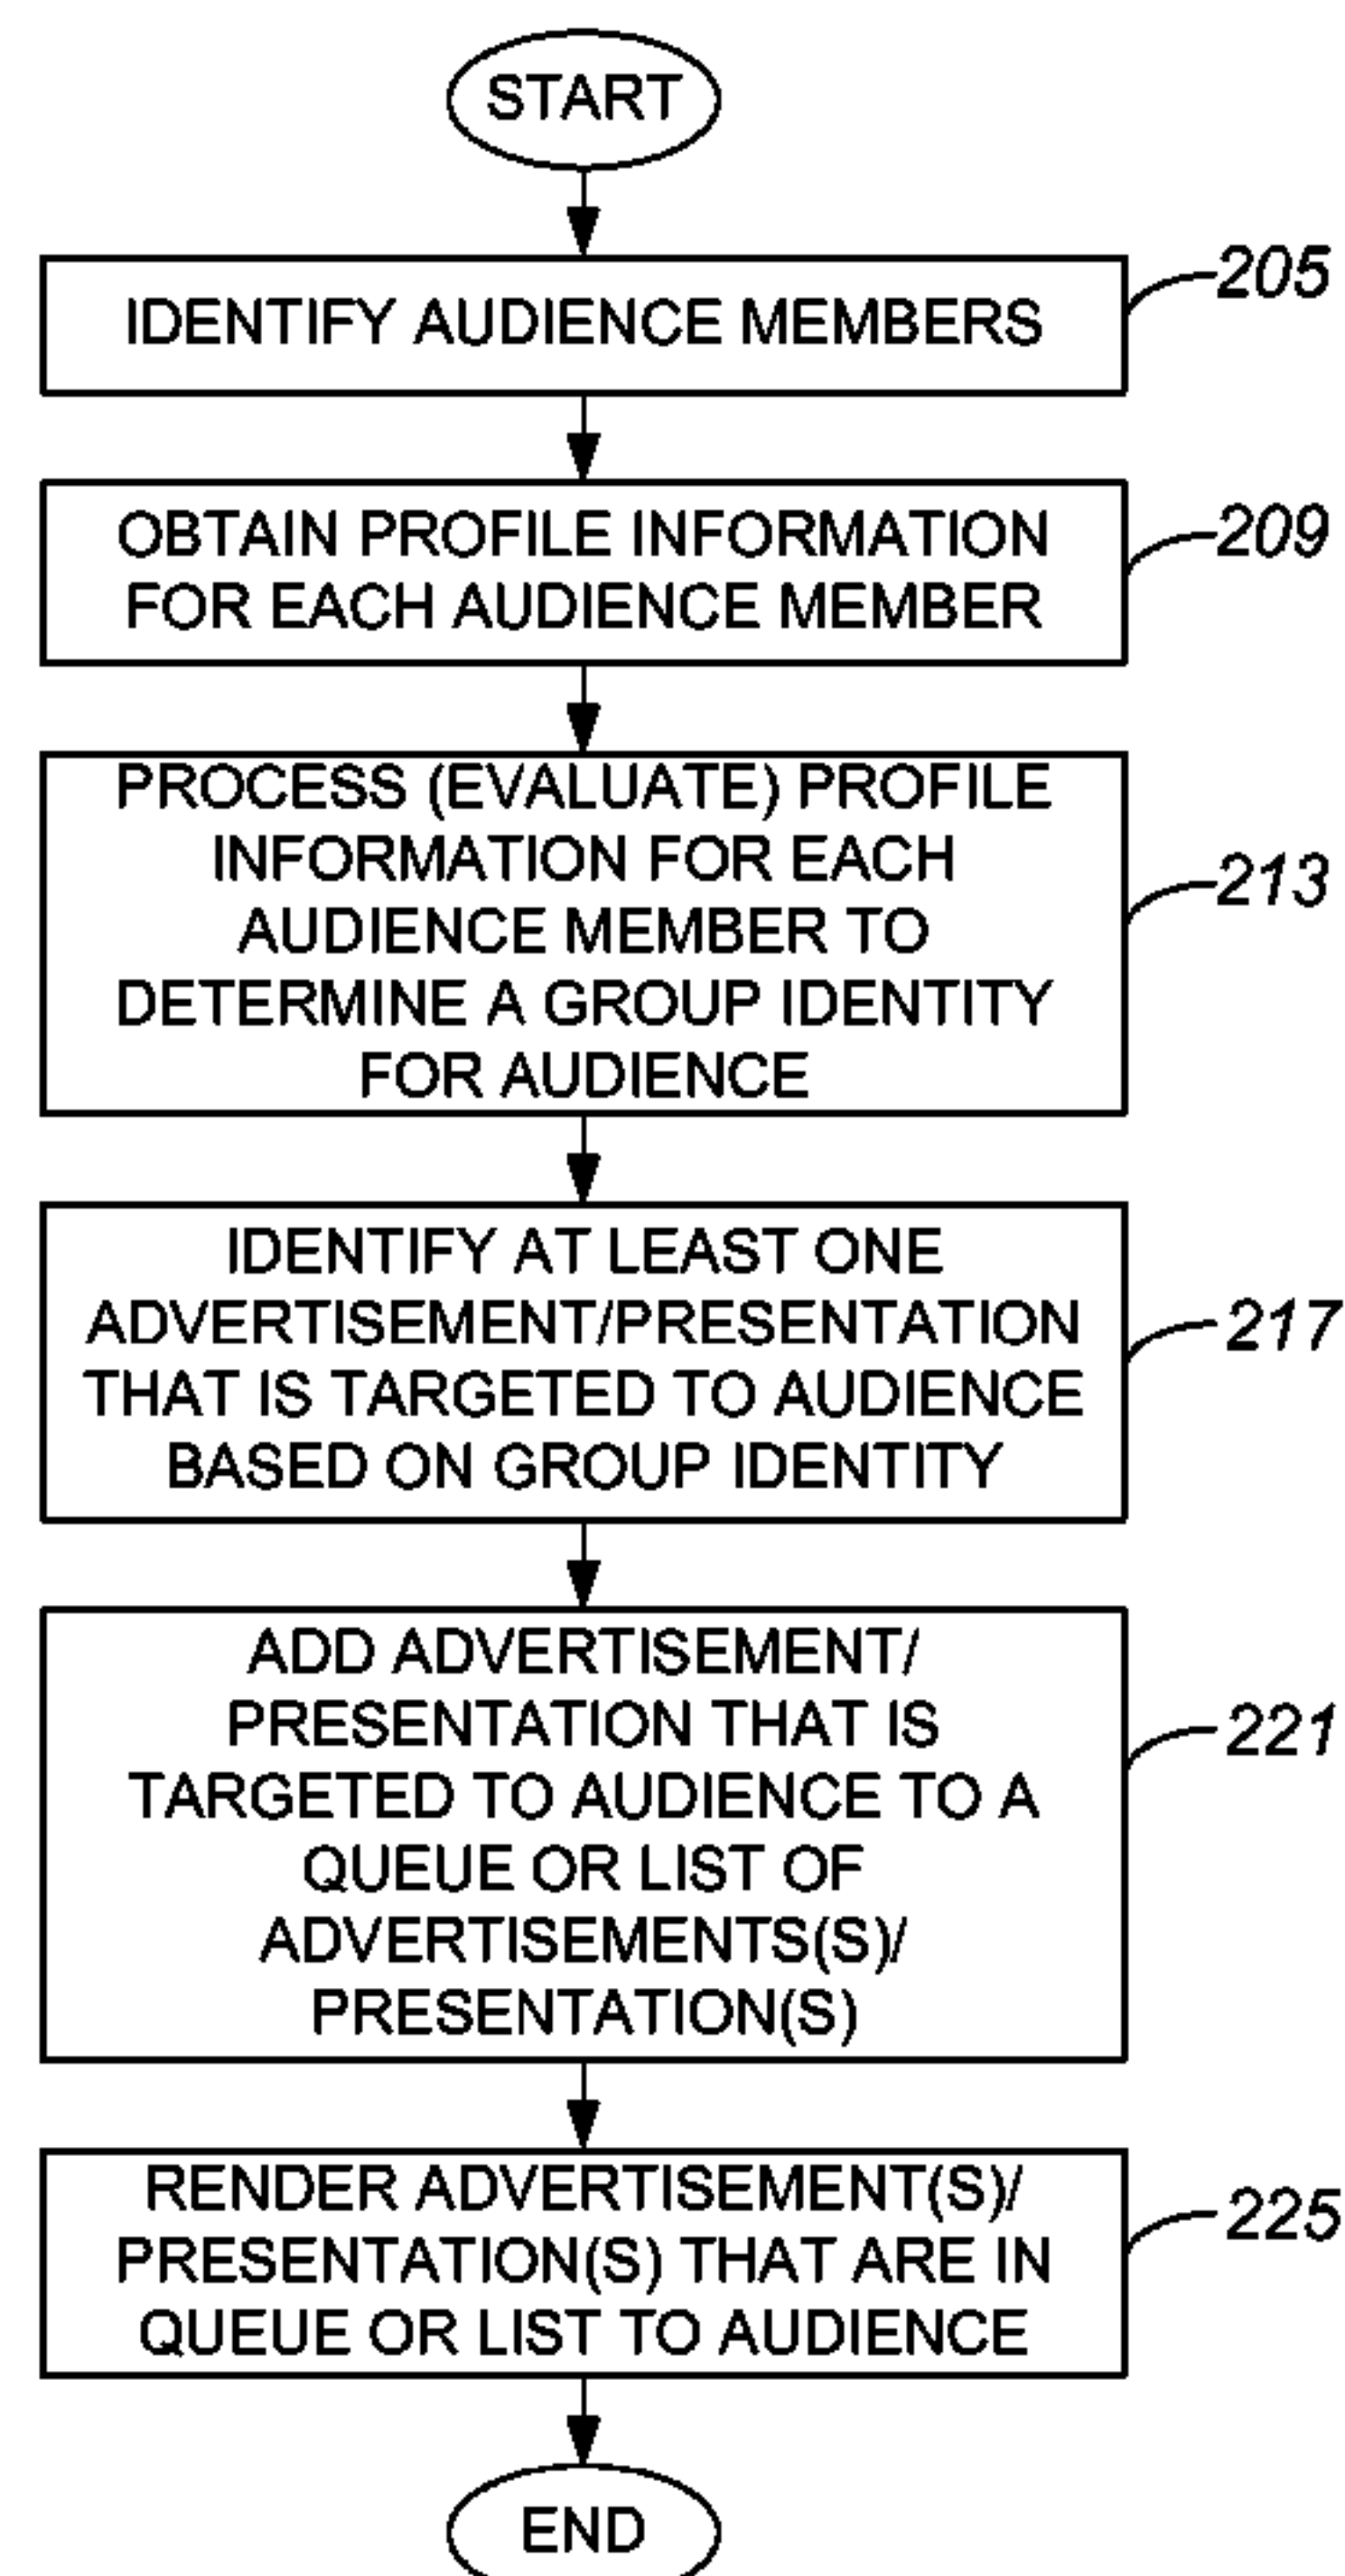 START
IDENTIFY AUDIENCE MEMBERS
205
OBTAIN PROFILE INFORMATION
FOR EACH AUDIENCE MEMBER
209
PROCESS (EVALUATE) PROFILE
INFORMATION FOR EACH
AUDIENCE MEMBER TO
DETERMINE A GROUP IDENTITY
FOR AUDIENCE
213
IDENTIFY AT LEAST ONE
ADVERTISEMENT/PRESENTATION
THAT IS TARGETED TO AUDIENCE
BASED ON GROUP IDENTITY
217
ADD ADVERTISEMENT/
PRESENTATION THAT IS
TARGETED TO AUDIENCE TO A
QUEUE OR LIST OF
ADVERTISEMENTS(S)/
PRESENTATION(S)
221
RENDER ADVERTISEMENT(S)/
PRESENTATION(S) THAT ARE IN
QUEUE OR LIST TO AUDIENCE
225
END